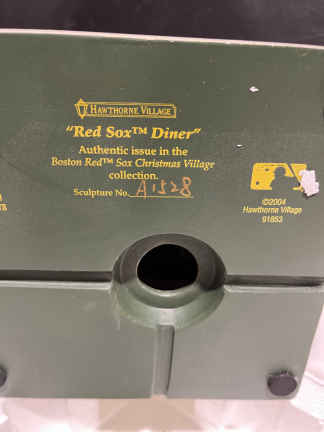 HAWTHORNE VILLAGE
"Red Sox™ Diner"
Authentic issue in the
Boston Red™ Sox Christmas Village
collection.
Sculpture No. A1528
©2004
Hawthorne Village
91853